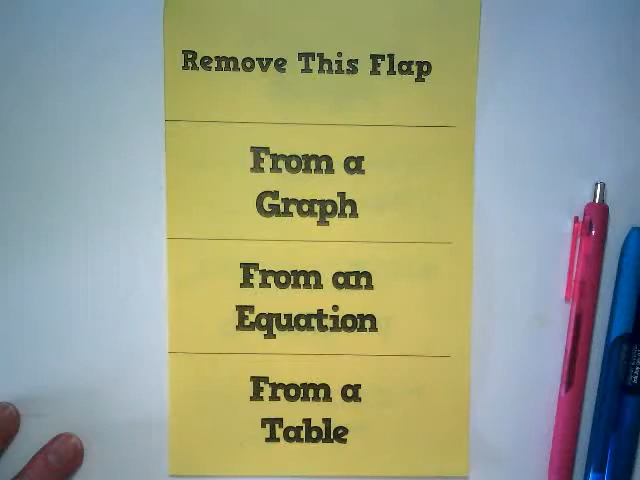 Remove This Flap
From a
Graph
From an
Equation
From a
Table